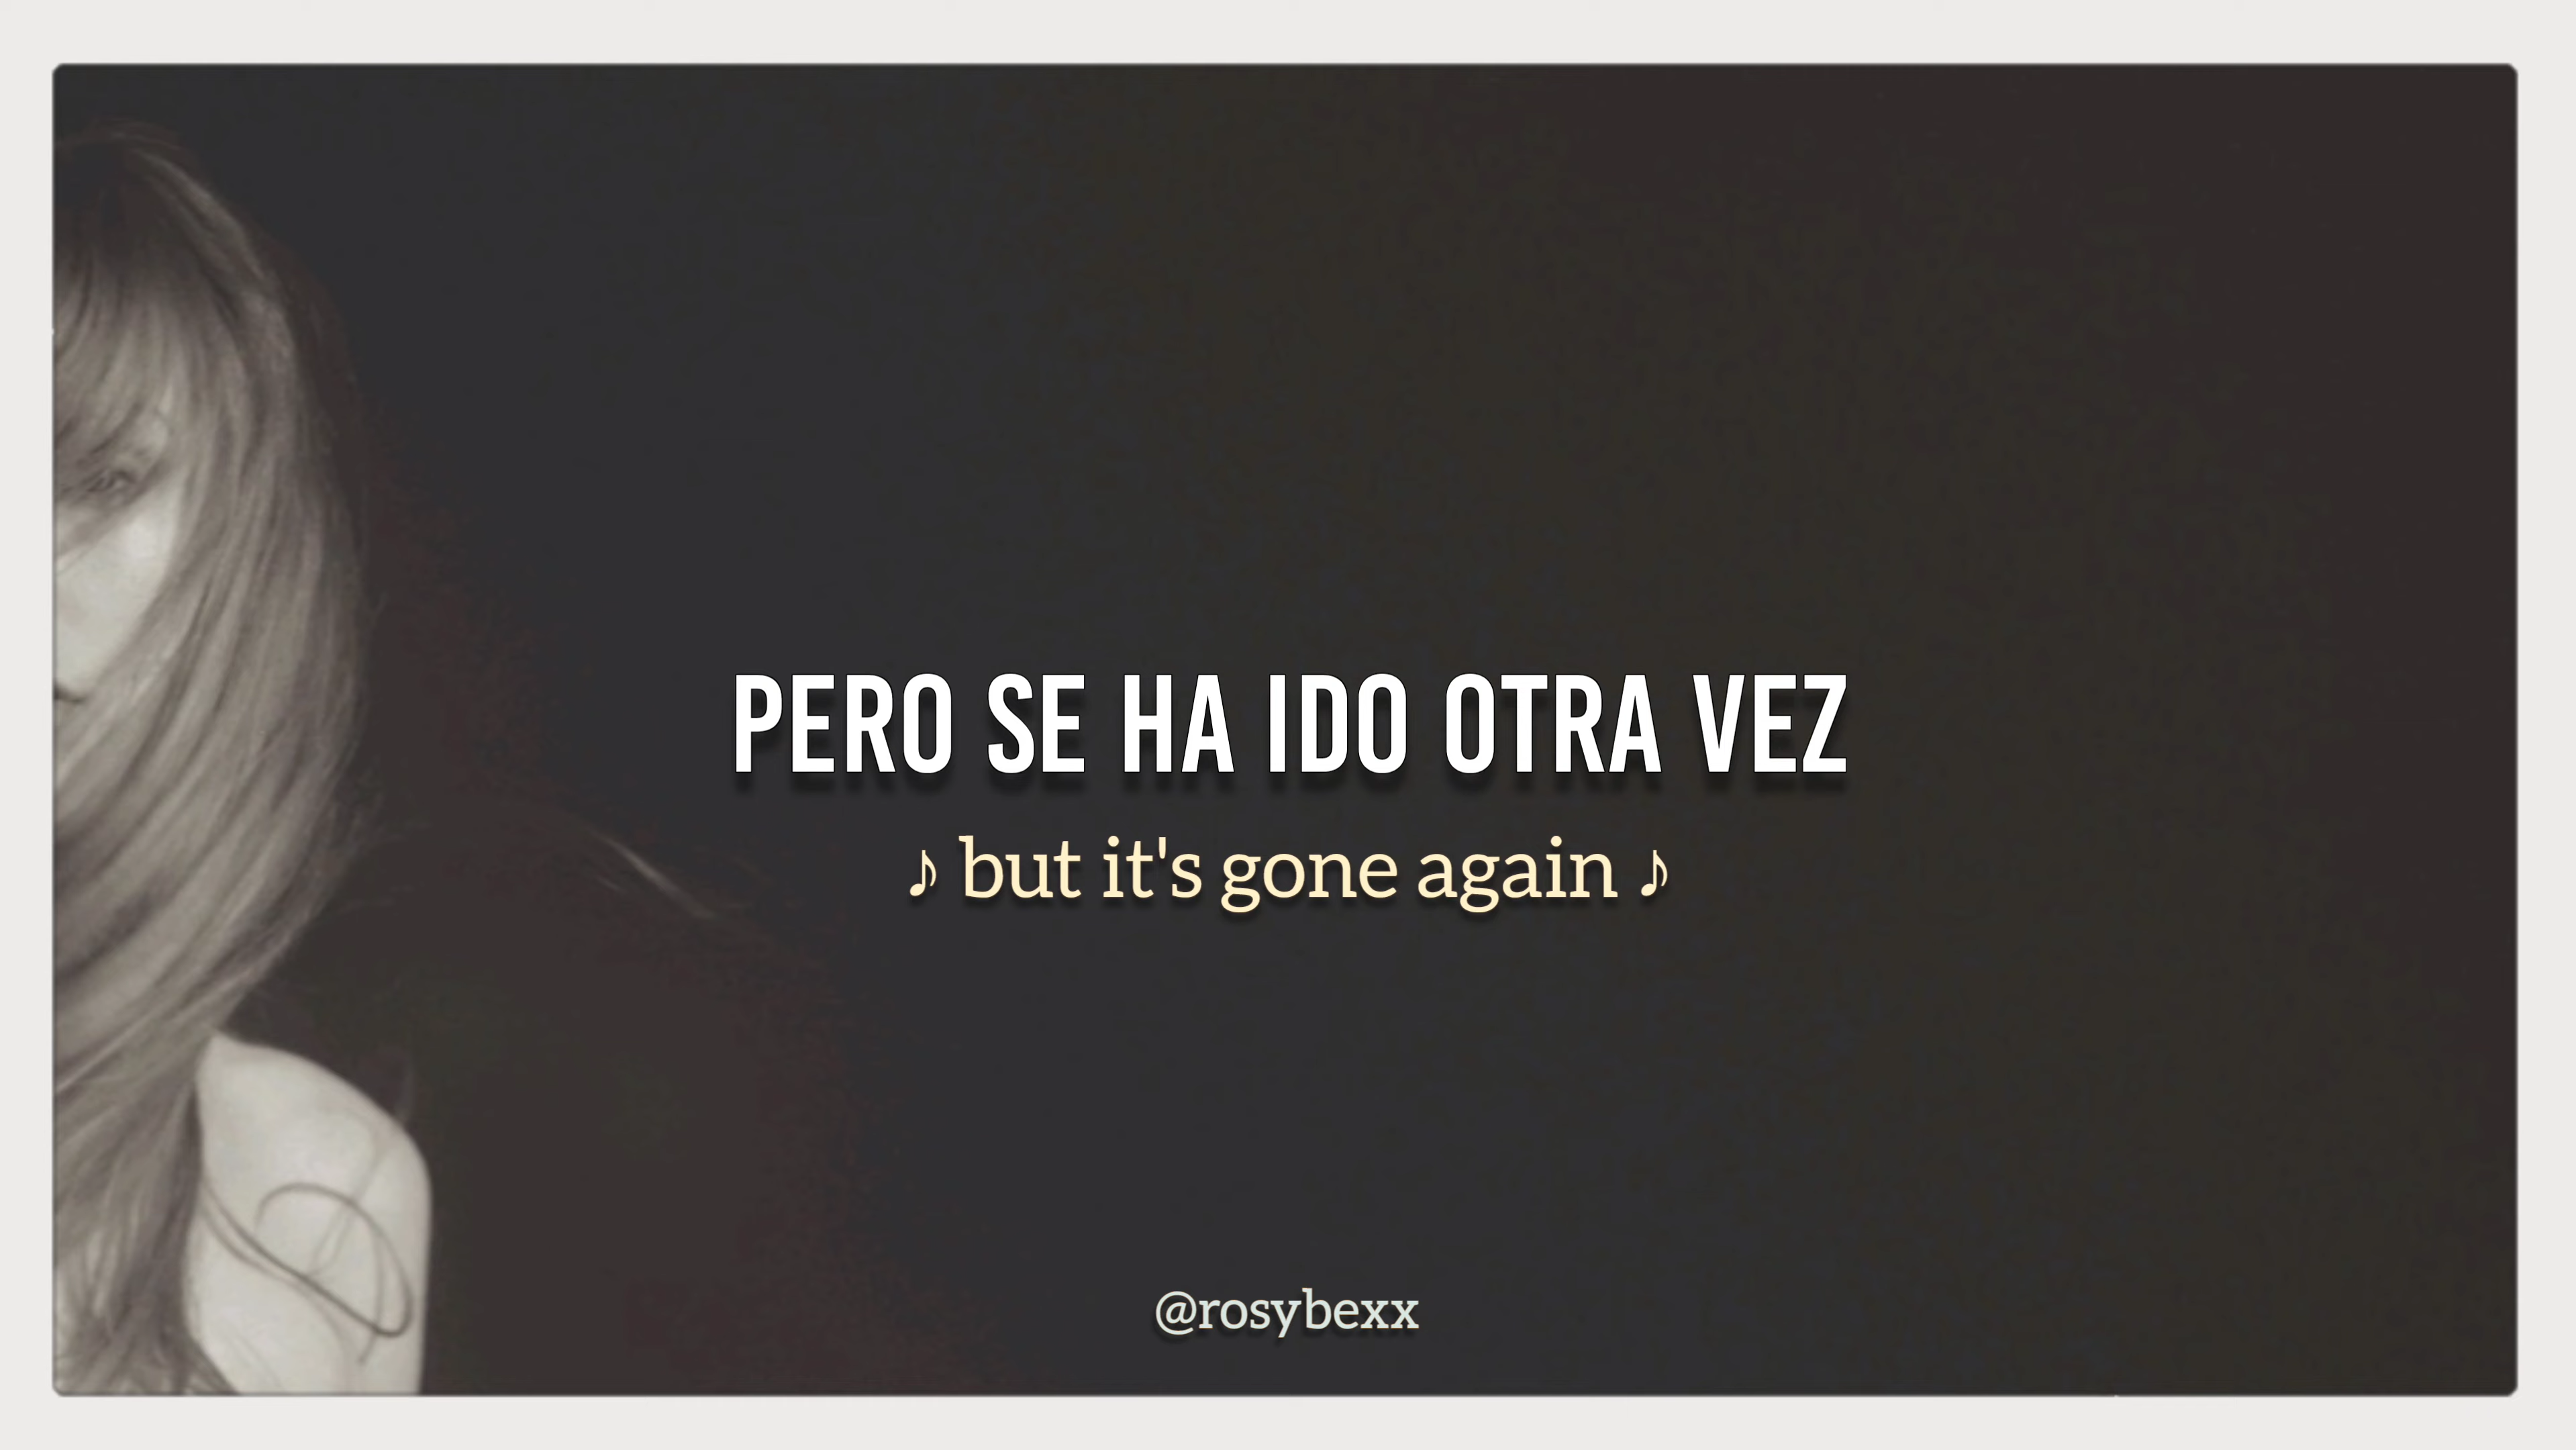 PERO SE HA IDO OTRA VEZ
♪ but it's gone again ♪
@rosybexx